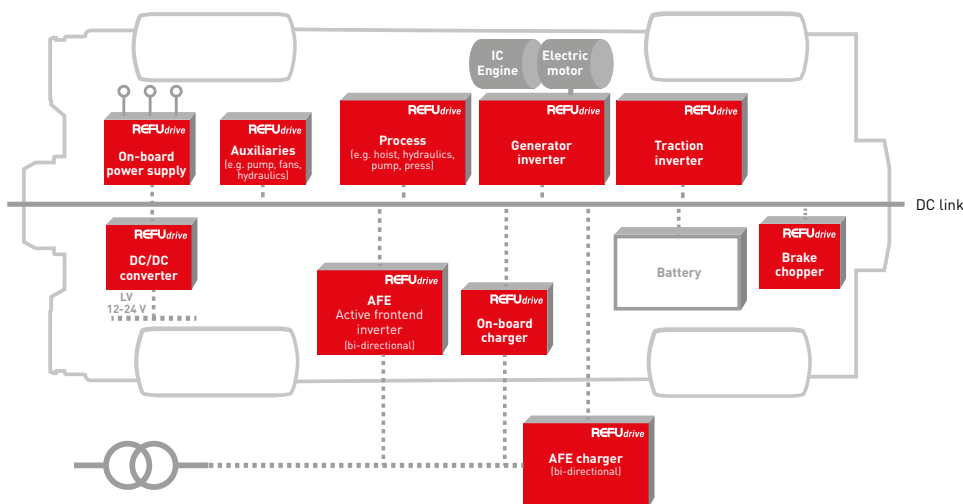 IC
Engine
Electric
motor
REFUdrive
On-board
power supply
REFUdrive
Auxiliaries
(e.g. pump, fans,
hydraulics)
REFUdrive
Process
(e.g. hoist, hydraulics,
pump, press)
REFUdrive
Generator
inverter
REFUdrive
Traction
inverter
DC link
REFUdrive
DC/DC
converter
LV
12-24 V
REFUdrive
AFE
Active frontend
inverter
(bi-directional)
REFUdrive
On-board
charger
Battery
REFUdrive
Brake
chopper
REFUdrive
AFE charger
(bi-directional)